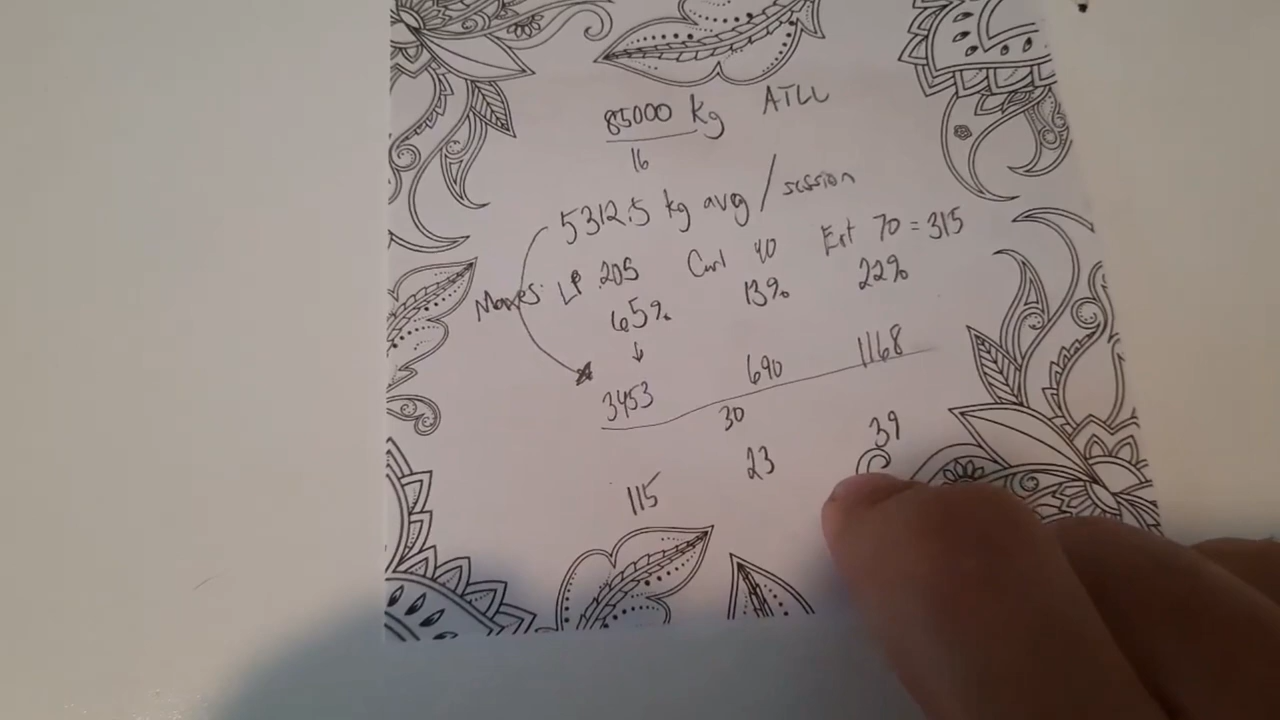 85000 kg ATLL
16
5312.5 kg avg / session
Maxes: LP 205 Curl 40 Ext 70 = 315
65% 13% 22%
3453 690 1168
30
115 23 39